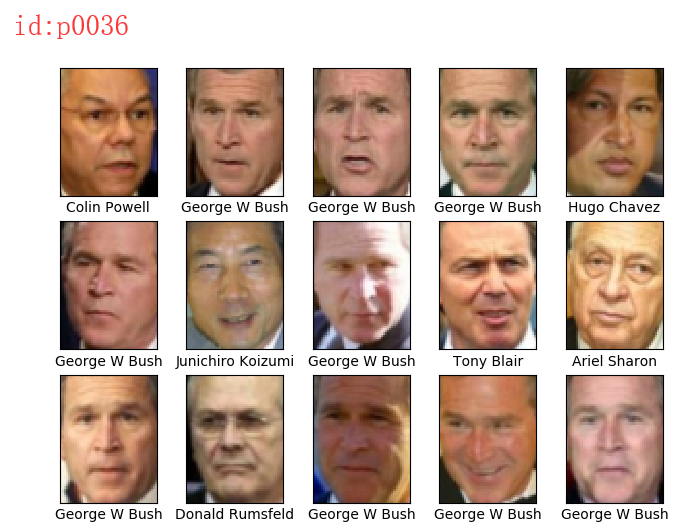 id:p0036
Colin Powell George W Bush George W Bush George W Bush Hugo Chavez
George W Bush Junichiro Koizumi George W Bush Tony Blair Ariel Sharon
George W Bush Donald Rumsfeld George W Bush George W Bush George W Bush